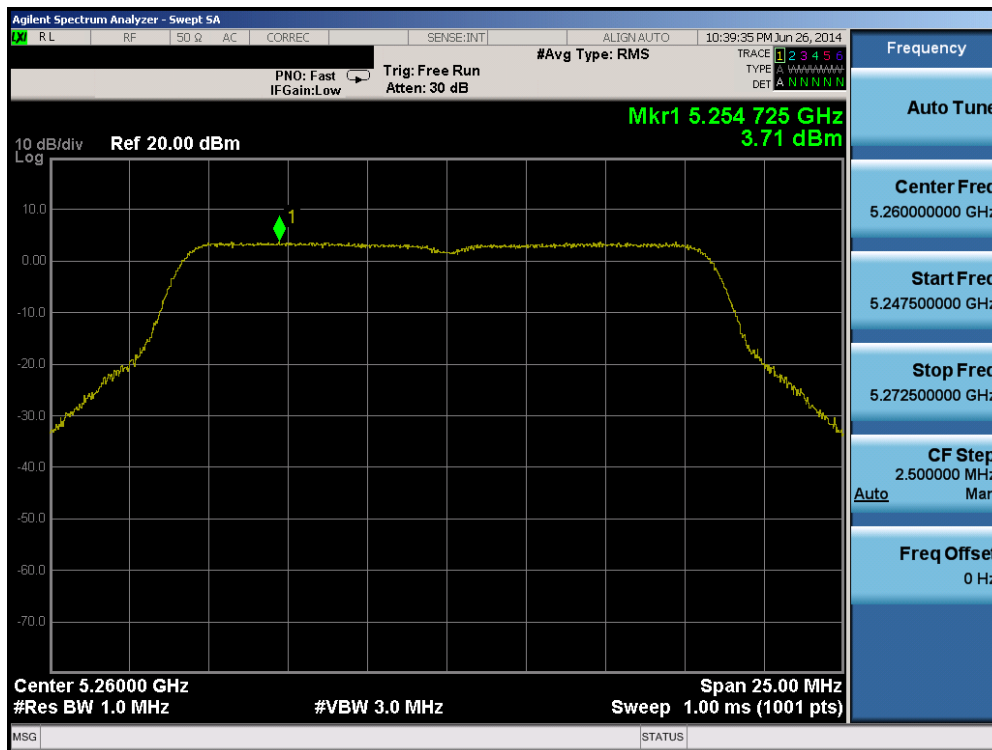 Agilent Spectrum Analyzer - Swept SA
LXI RL RF 50 Ω AC CORREC SENSE:INT ALIGN AUTO 10:39:35 PM Jun 26, 2014
Frequency
PNO: Fast
IFGain:Low
Trig: Free Run
Atten: 30 dB
#Avg Type: RMS
TRACE 1 2 3 4 5 6
TYPE A WWWWWW
DET A N N N N N
Auto Tune
Mkr1 5.254 725 GHz
3.71 dBm
10 dB/div Ref 20.00 dBm
Log
10.0
0.00
-10.0
-20.0
-30.0
-40.0
-50.0
-60.0
-70.0
1
Center Freq
5.260000000 GHz
Start Freq
5.247500000 GHz
Stop Freq
5.272500000 GHz
CF Step
2.500000 MHz
Auto Man
Freq Offset
0 Hz
Center 5.26000 GHz Span 25.00 MHz
#Res BW 1.0 MHz #VBW 3.0 MHz Sweep 1.00 ms (1001 pts)
MSG STATUS